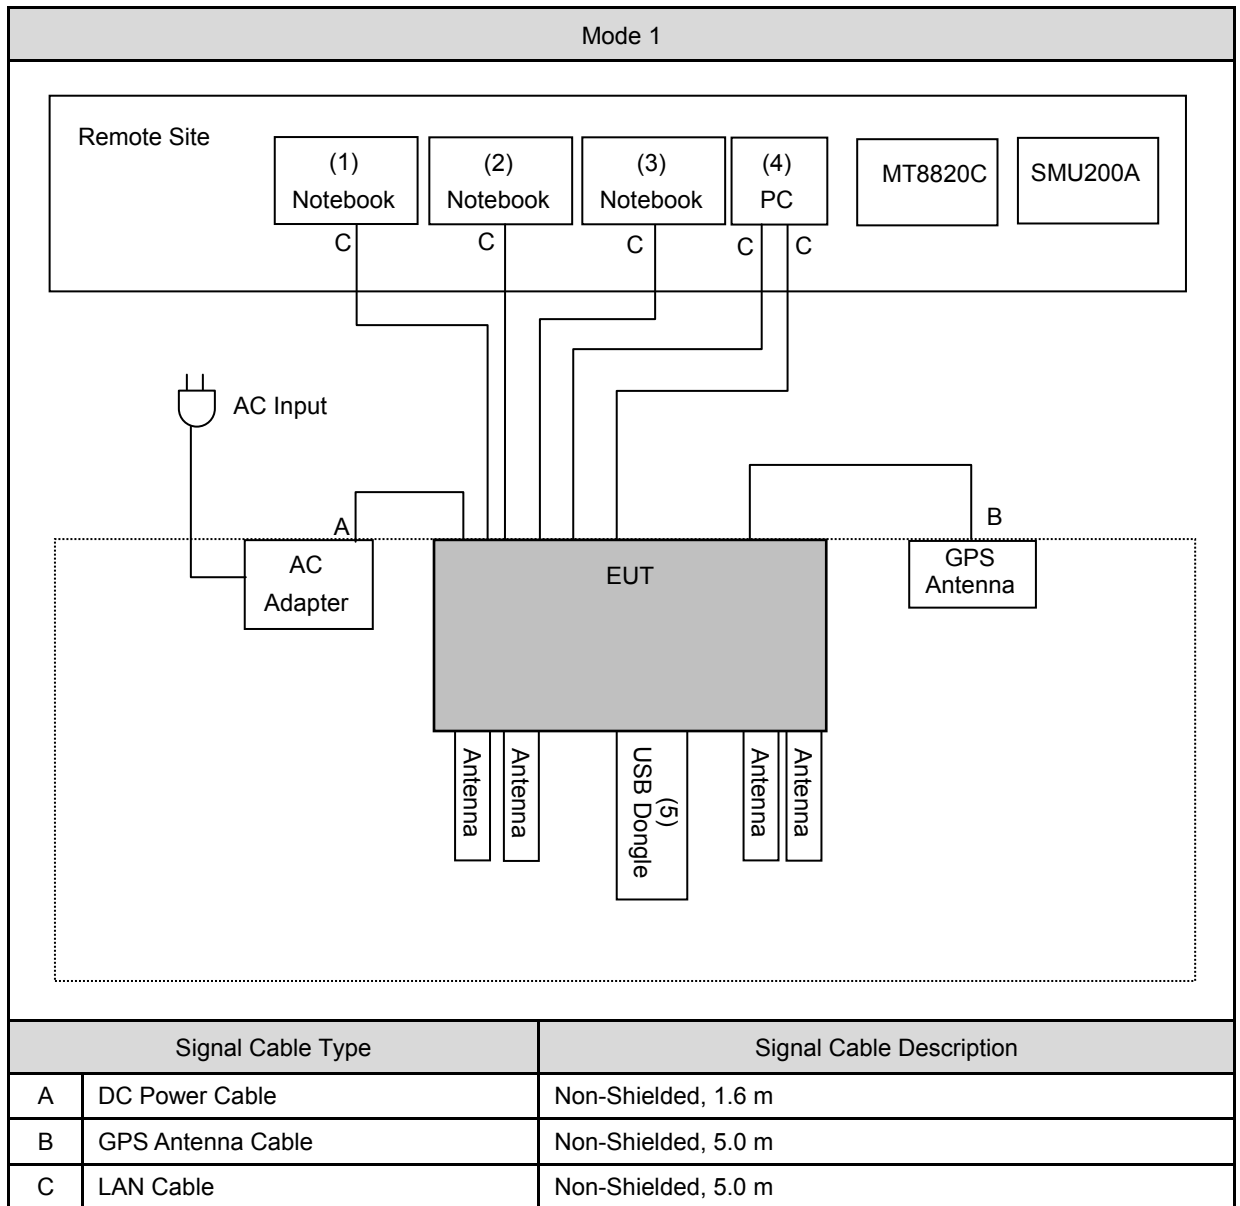 Mode 1
Remote Site
(1)
Notebook
(2)
Notebook
(3)
Notebook
(4)
PC
MT8820C
SMU200A
C
C
C
C
C
AC Input
A
B
AC
Adapter
EUT
GPS
Antenna
Antenna
Antenna
(5)
USB Dongle
Antenna
Antenna
Signal Cable Type
Signal Cable Description
A DC Power Cable Non-Shielded, 1.6 m
B GPS Antenna Cable Non-Shielded, 5.0 m
C LAN Cable Non-Shielded, 5.0 m